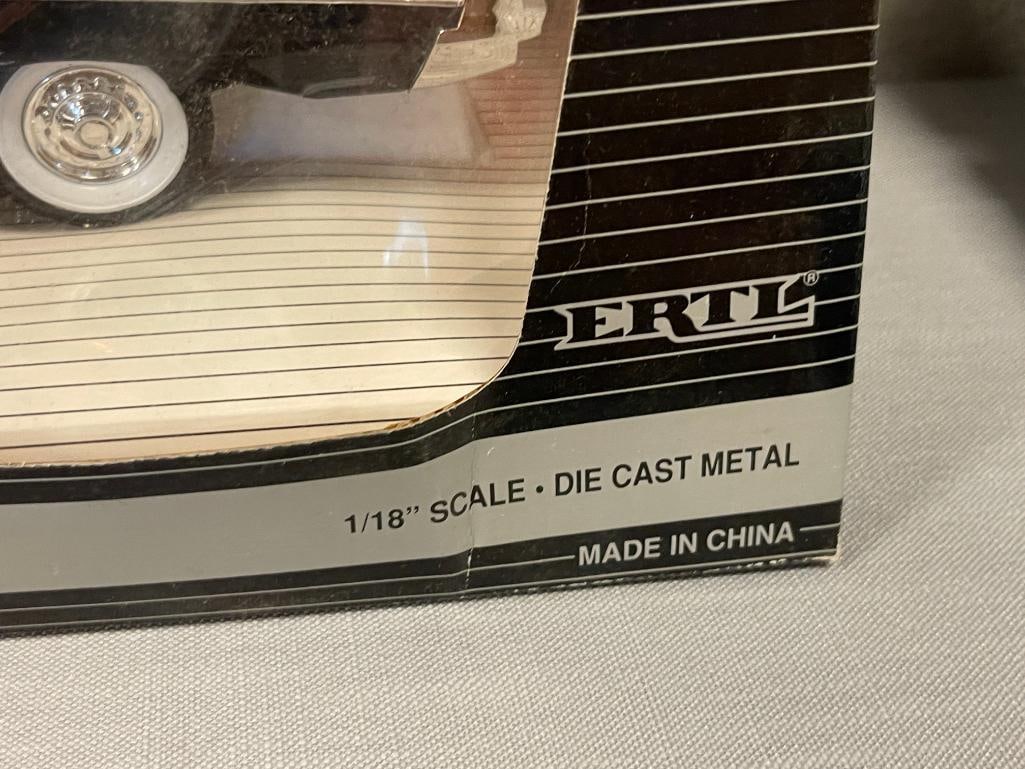 ERTL®
1/18” SCALE • DIE CAST METAL
MADE IN CHINA